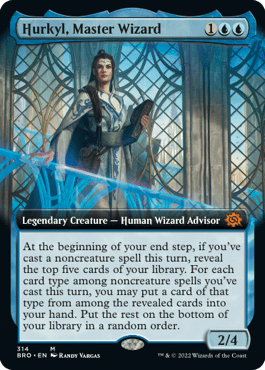 Hurkyl, Master Wizard 1
Legendary Creature — Human Wizard Advisor
At the beginning of your end step, if you've
cast a noncreature spell this turn, reveal
the top five cards of your library. For each
card type among noncreature spells you've
cast this turn, you may put a card of that
type from among the revealed cards into
your hand. Put the rest on the bottom of
your library in a random order.
2/4
314 M
BRO • EN RANDY VARGAS
™ & © 2022 Wizards of the Coast